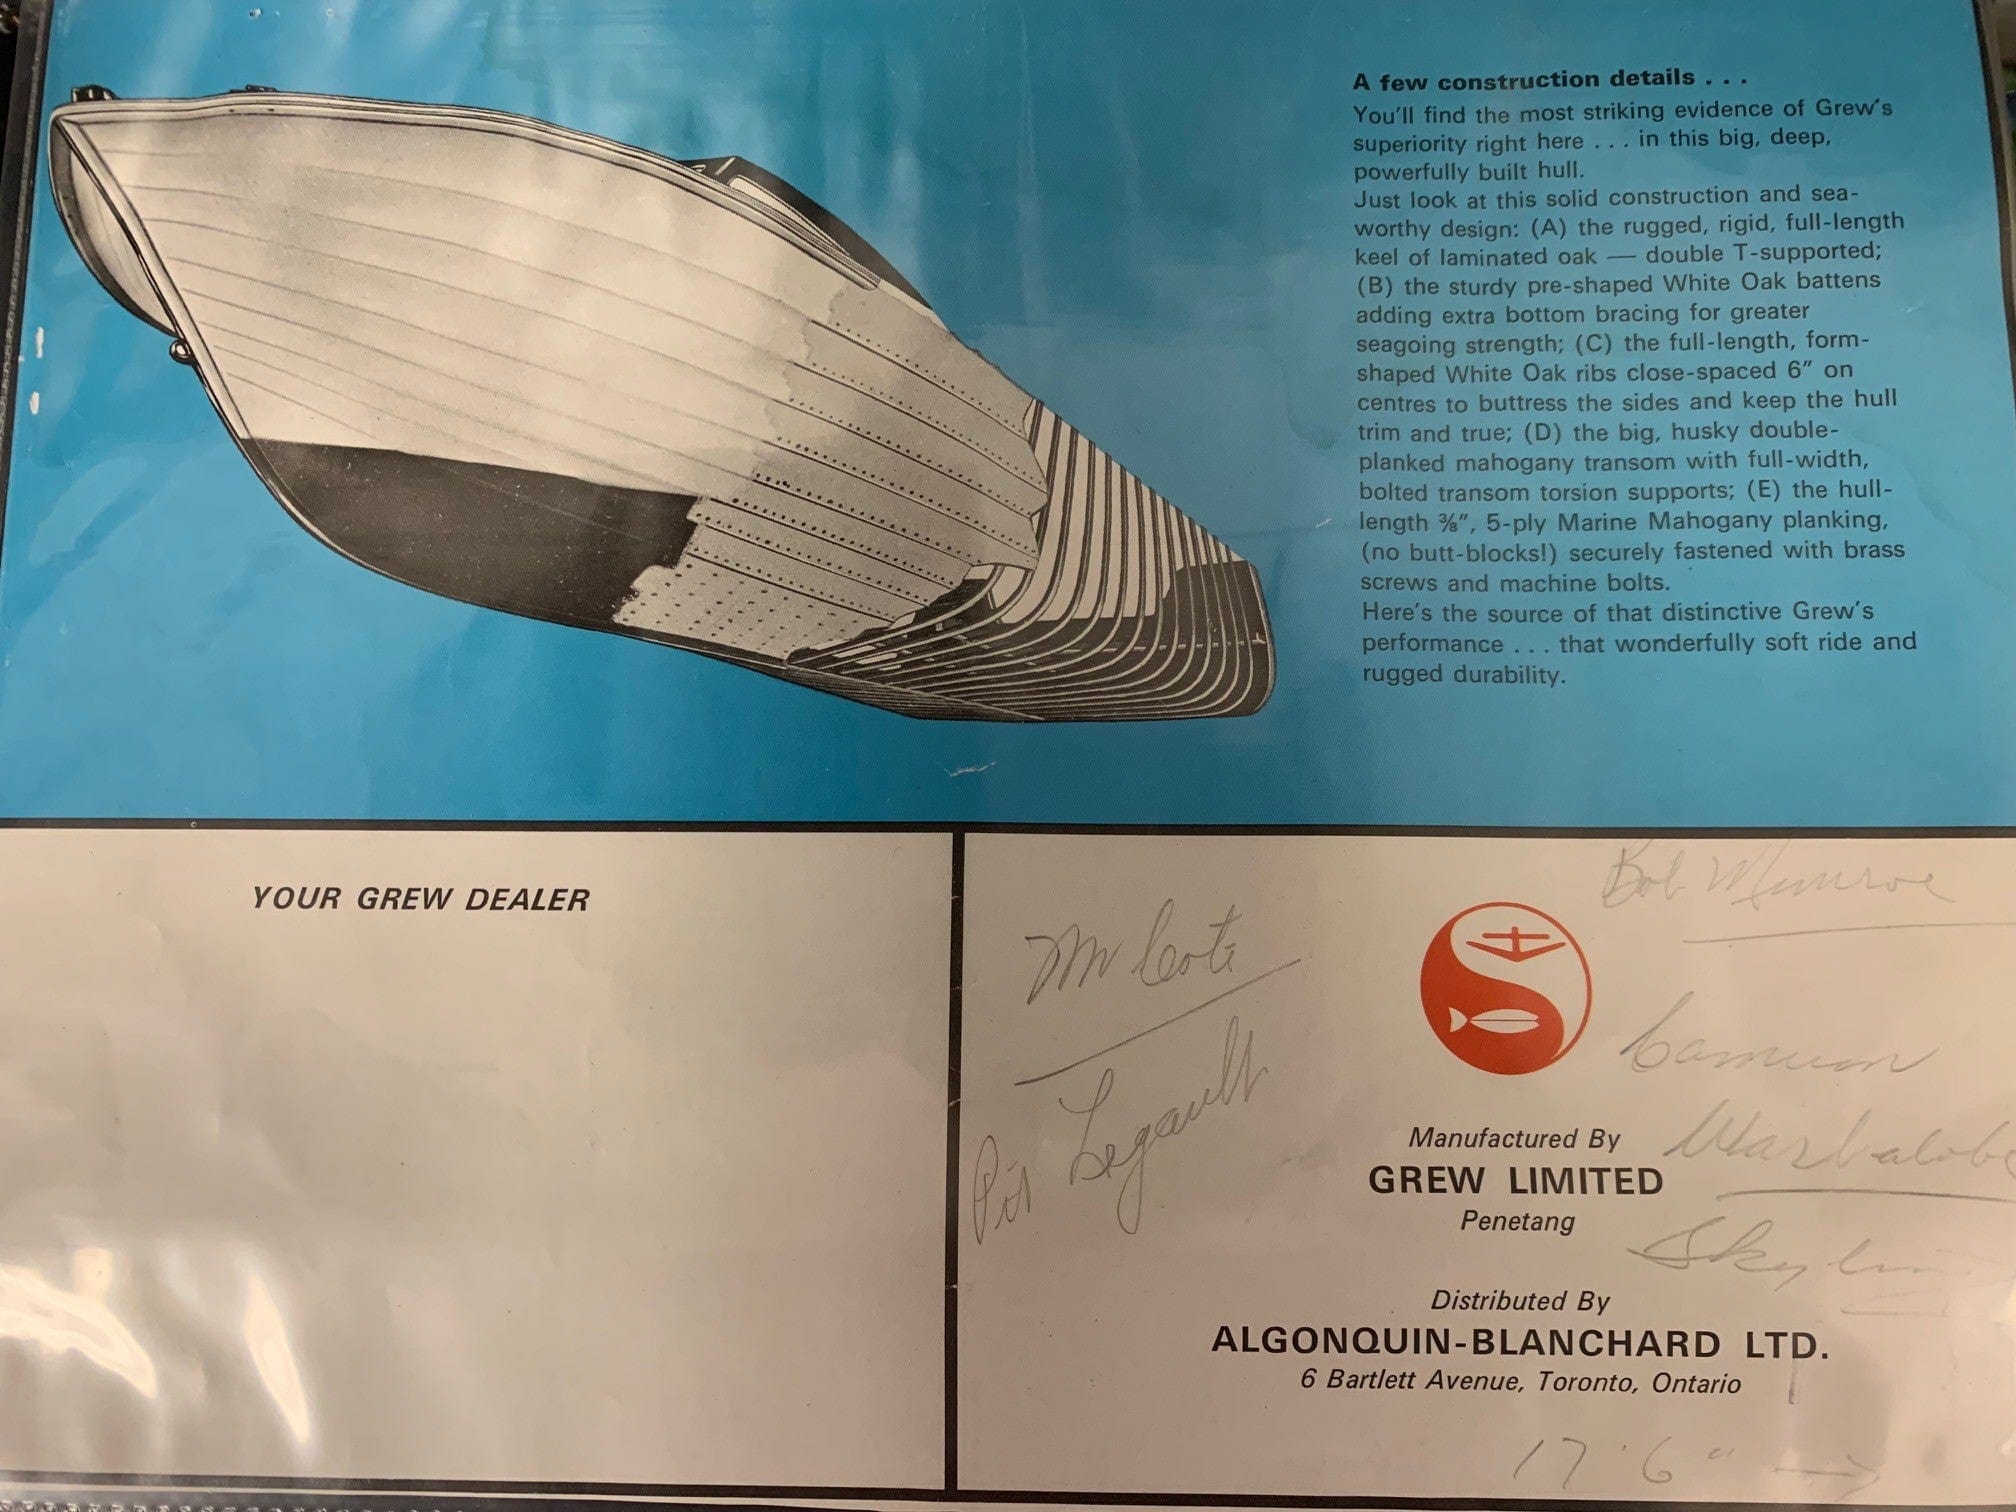 A few construction details . . .
You'll find the most striking evidence of Grew's
superiority right here . . . in this big, deep,
powerfully built hull.
Just look at this solid construction and sea-
worthy design: (A) the rugged, rigid, full-length
keel of laminated oak — double T-supported;
(B) the sturdy pre-shaped White Oak battens
adding extra bottom bracing for greater
seagoing strength; (C) the full-length, form-
shaped White Oak ribs close-spaced 6" on
centres to buttress the sides and keep the hull
trim and true; (D) the big, husky double-
planked mahogany transom with full-width,
bolted transom torsion supports; (E) the hull-
length ⅜", 5-ply Marine Mahogany planking,
(no butt-blocks!) securely fastened with brass
screws and machine bolts.
Here's the source of that distinctive Grew's
performance . . . that wonderfully soft ride and
rugged durability.
YOUR GREW DEALER
Bob Munroe
Mr Cote
Legault
Manufactured By
GREW LIMITED
Penetang
Distributed By
ALGONQUIN-BLANCHARD LTD.
6 Bartlett Avenue, Toronto, Ontario
17'6"